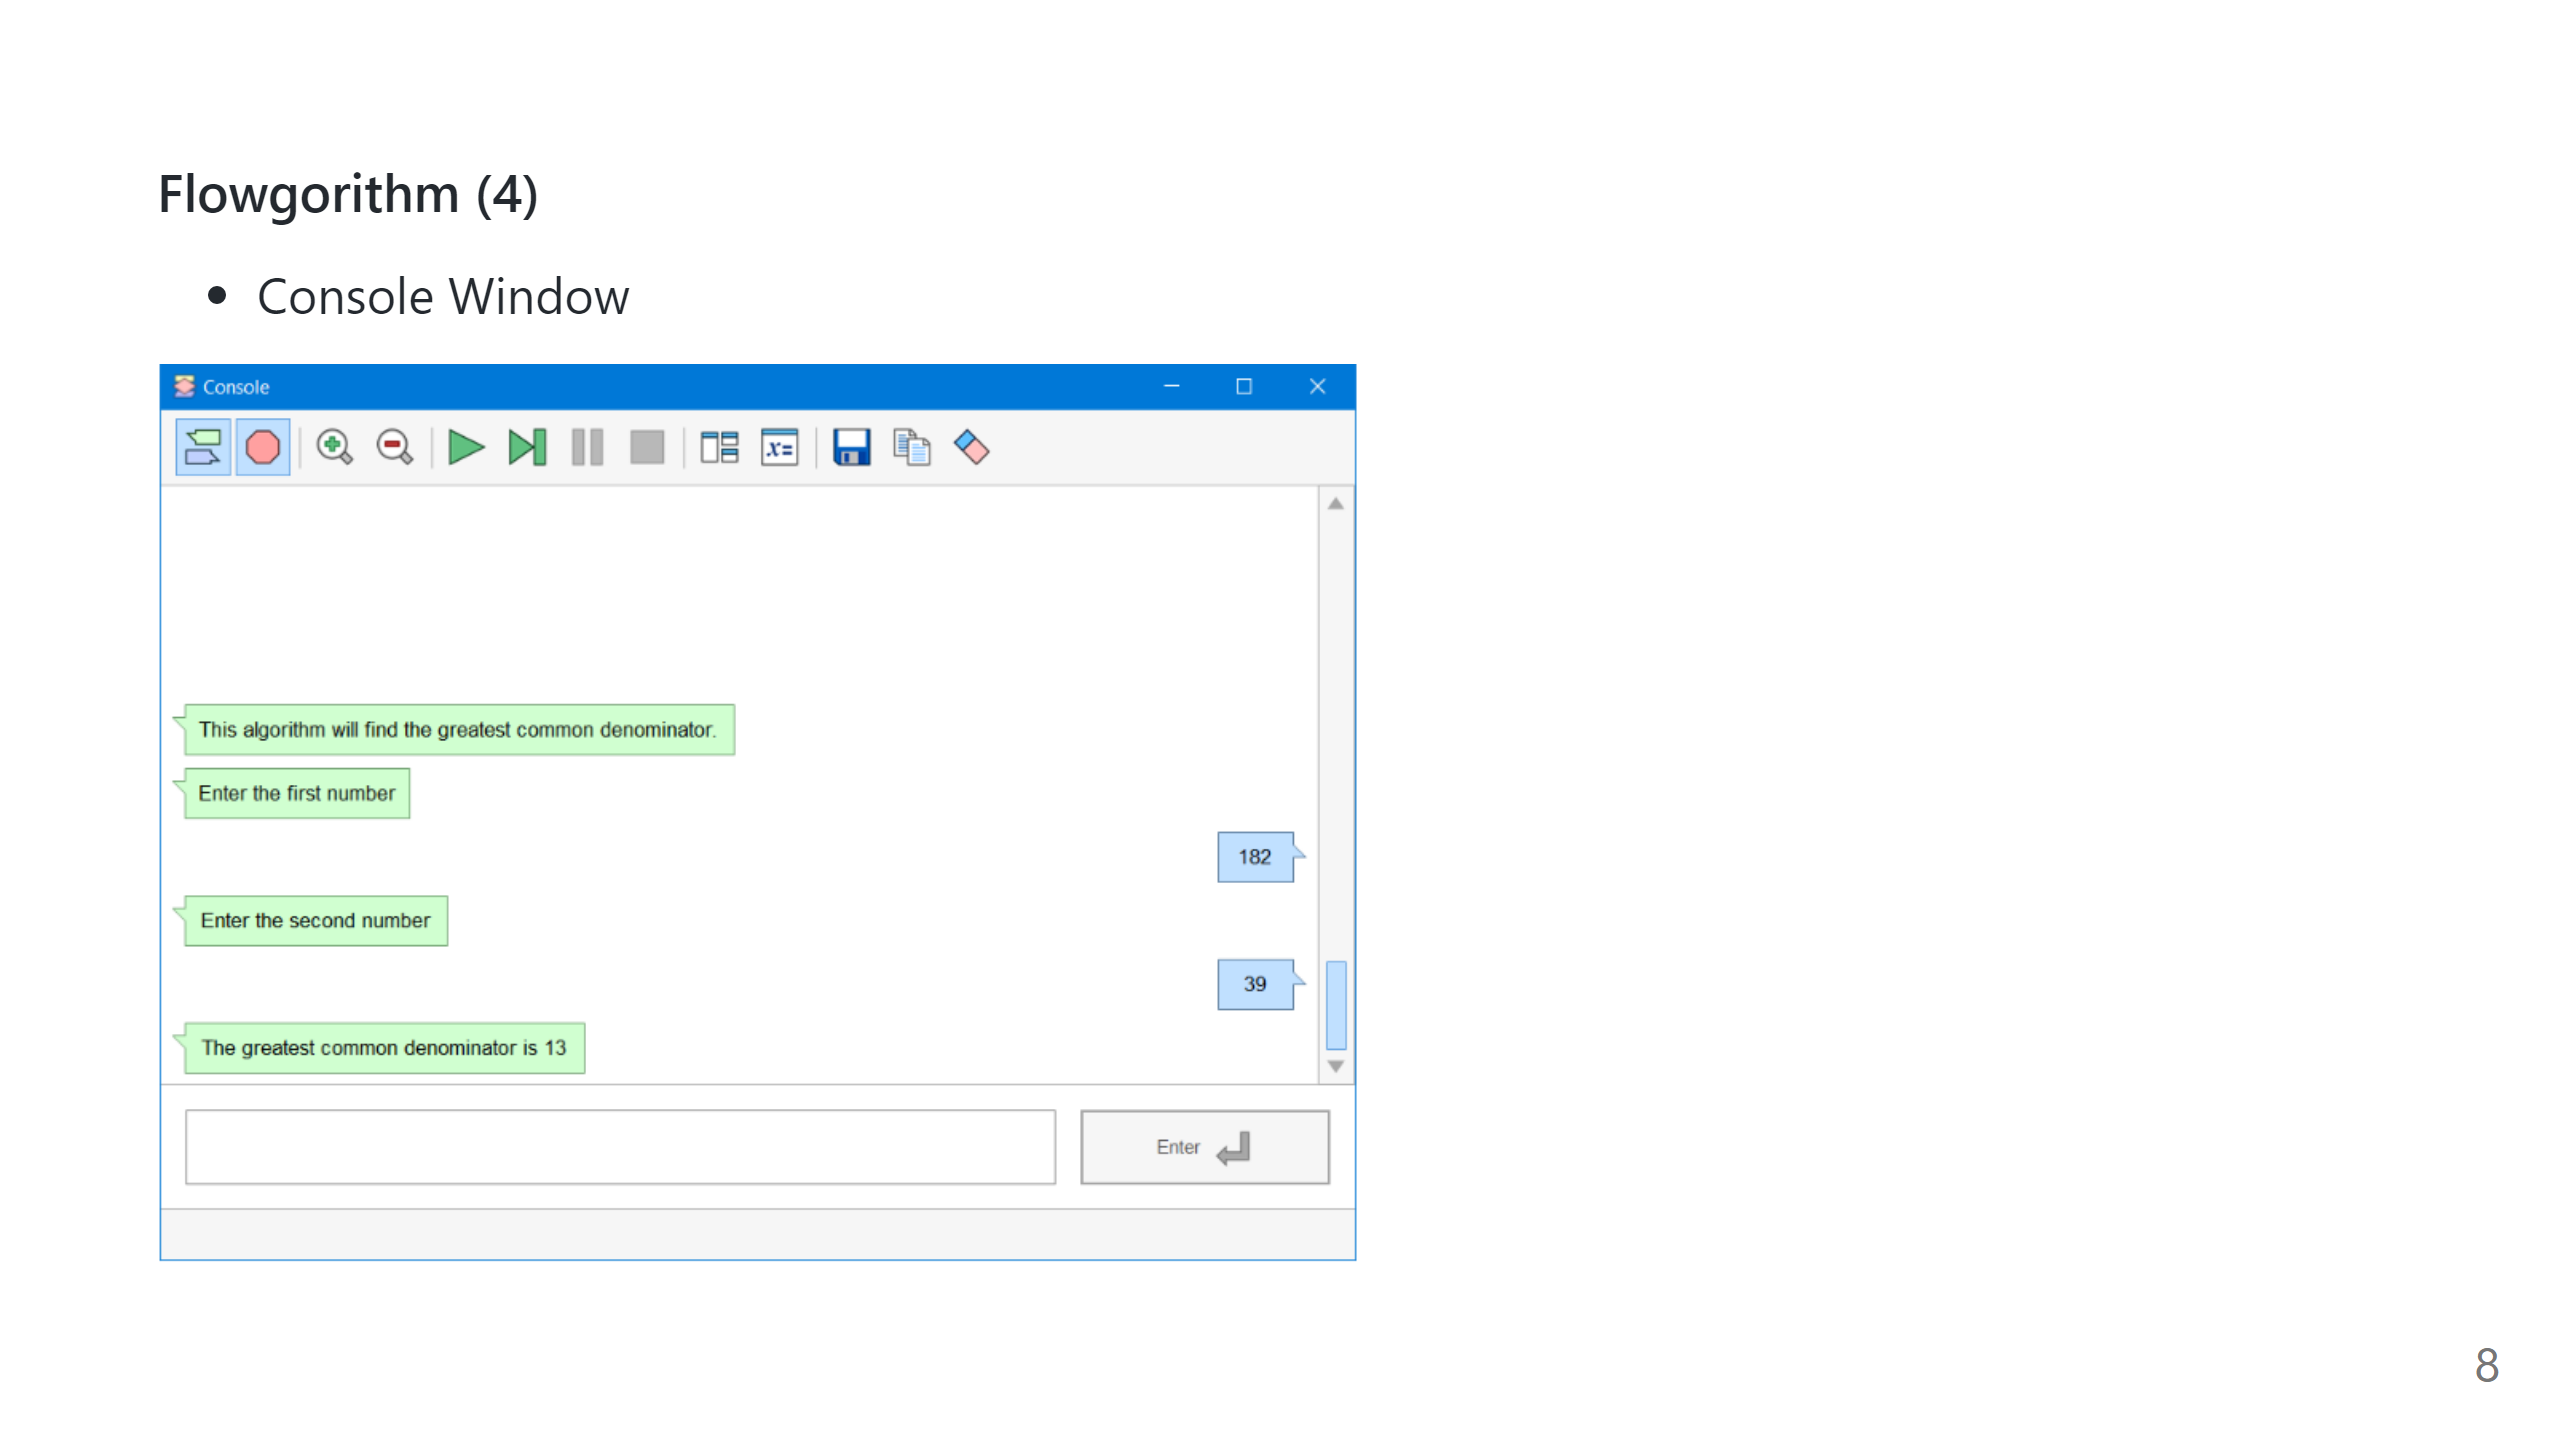 Flowgorithm (4)
• Console Window
Console
x=
This algorithm will find the greatest common denominator.
Enter the first number
182
Enter the second number
39
The greatest common denominator is 13
Enter
8